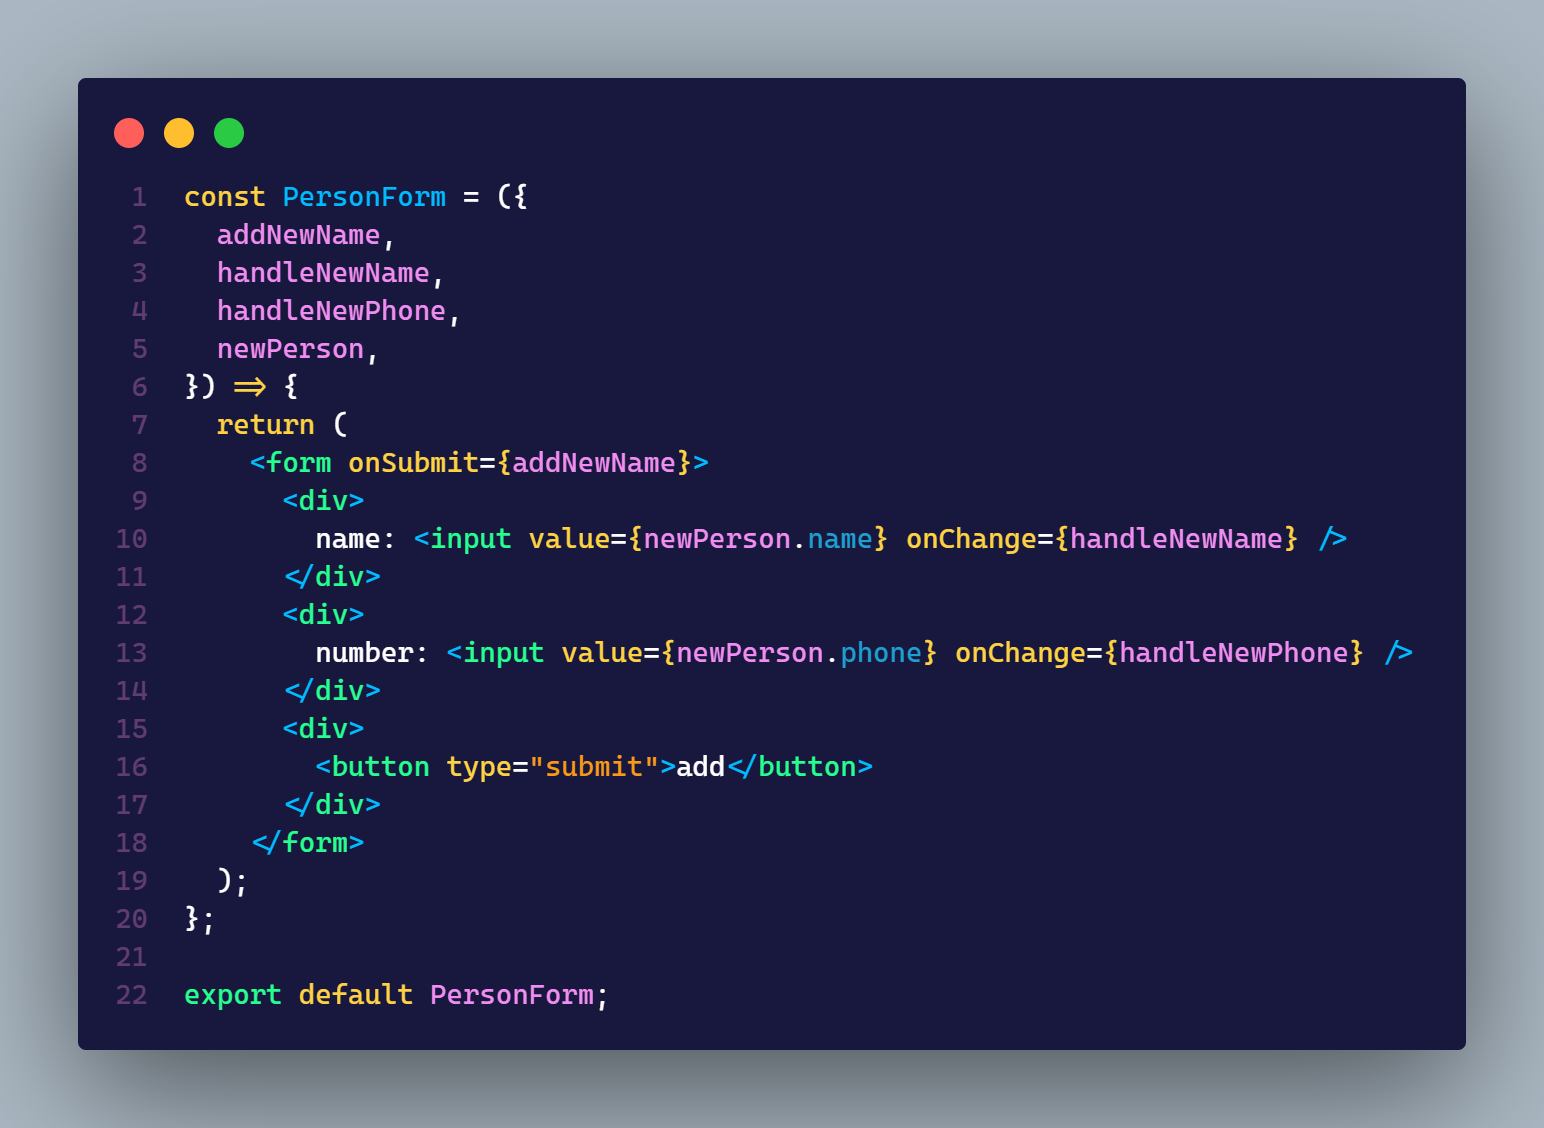 1 const PersonForm = ({
2   addNewName,
3   handleNewName,
4   handleNewPhone,
5   newPerson,
6 }) => {
7   return (
8     <form onSubmit={addNewName}>
9       <div>
10         name: <input value={newPerson.name} onChange={handleNewName} />
11       </div>
12       <div>
13         number: <input value={newPerson.phone} onChange={handleNewPhone} />
14       </div>
15       <div>
16         <button type="submit">add</button>
17       </div>
18     </form>
19   );
20 };
21
22 export default PersonForm;